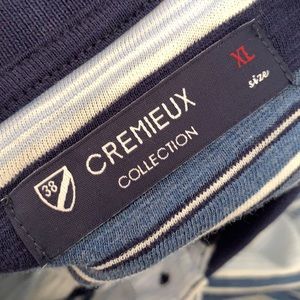 38
CREMIEUX
COLLECTION
XL
size